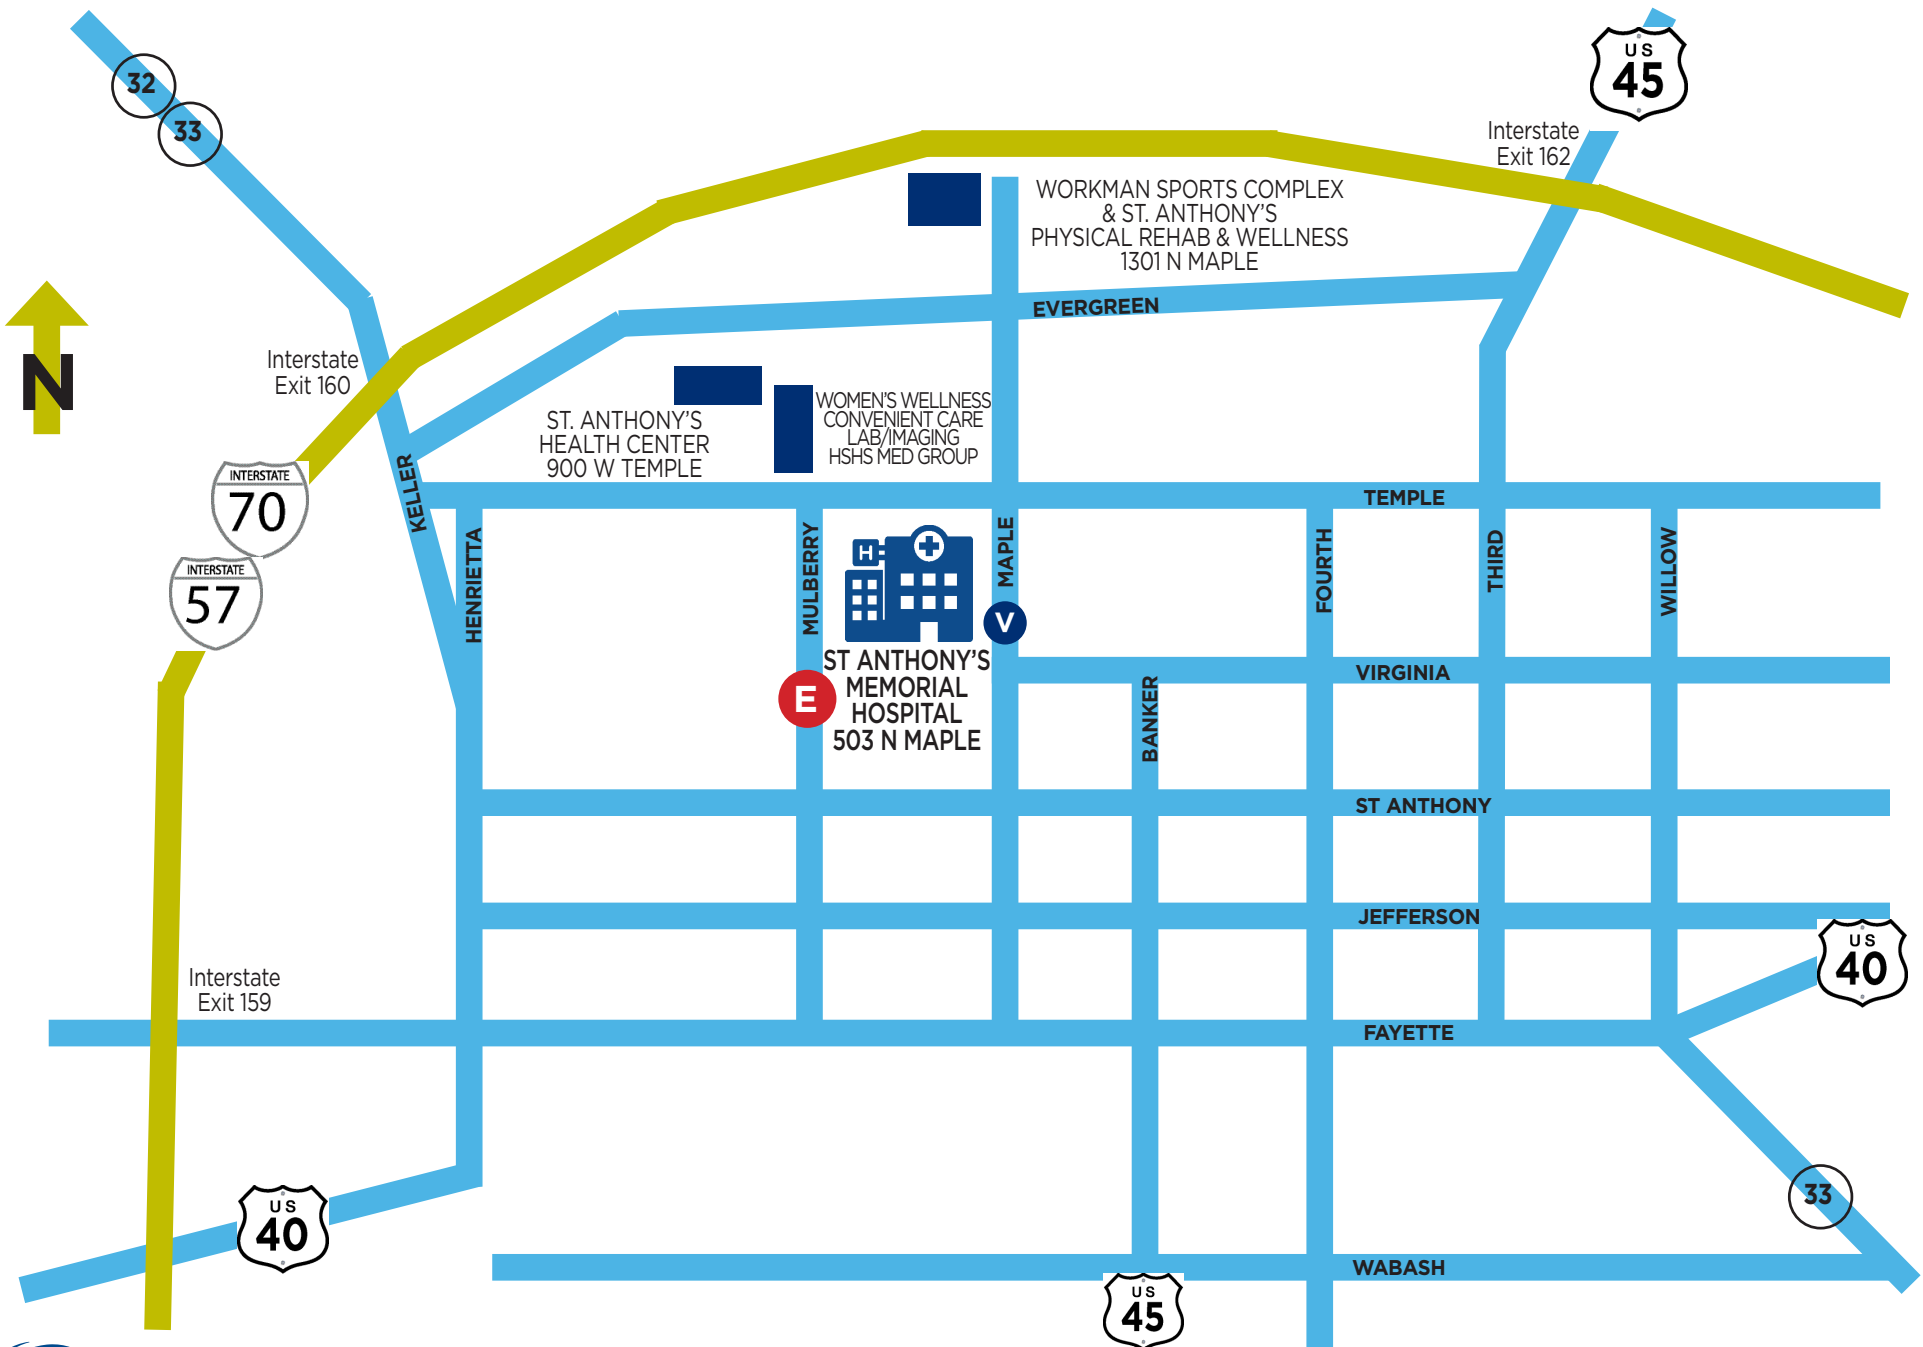 32
33
US
45
Interstate
Exit 162
WORKMAN SPORTS COMPLEX
& ST. ANTHONY'S
PHYSICAL REHAB & WELLNESS
1301 N MAPLE
EVERGREEN
N
Interstate
Exit 160
ST. ANTHONY'S
HEALTH CENTER
900 W TEMPLE
WOMEN'S WELLNESS
CONVENIENT CARE
LAB/IMAGING
HSHS MED GROUP
KELLER
INTERSTATE
70
TEMPLE
INTERSTATE
57
HENRIETTA
MULBERRY
H
MAPLE
V
FOURTH
THIRD
WILLOW
E
ST ANTHONY'S
MEMORIAL
HOSPITAL
503 N MAPLE
VIRGINIA
BANKER
ST ANTHONY
JEFFERSON
US
40
Interstate
Exit 159
FAYETTE
US
40
33
WABASH
US
45